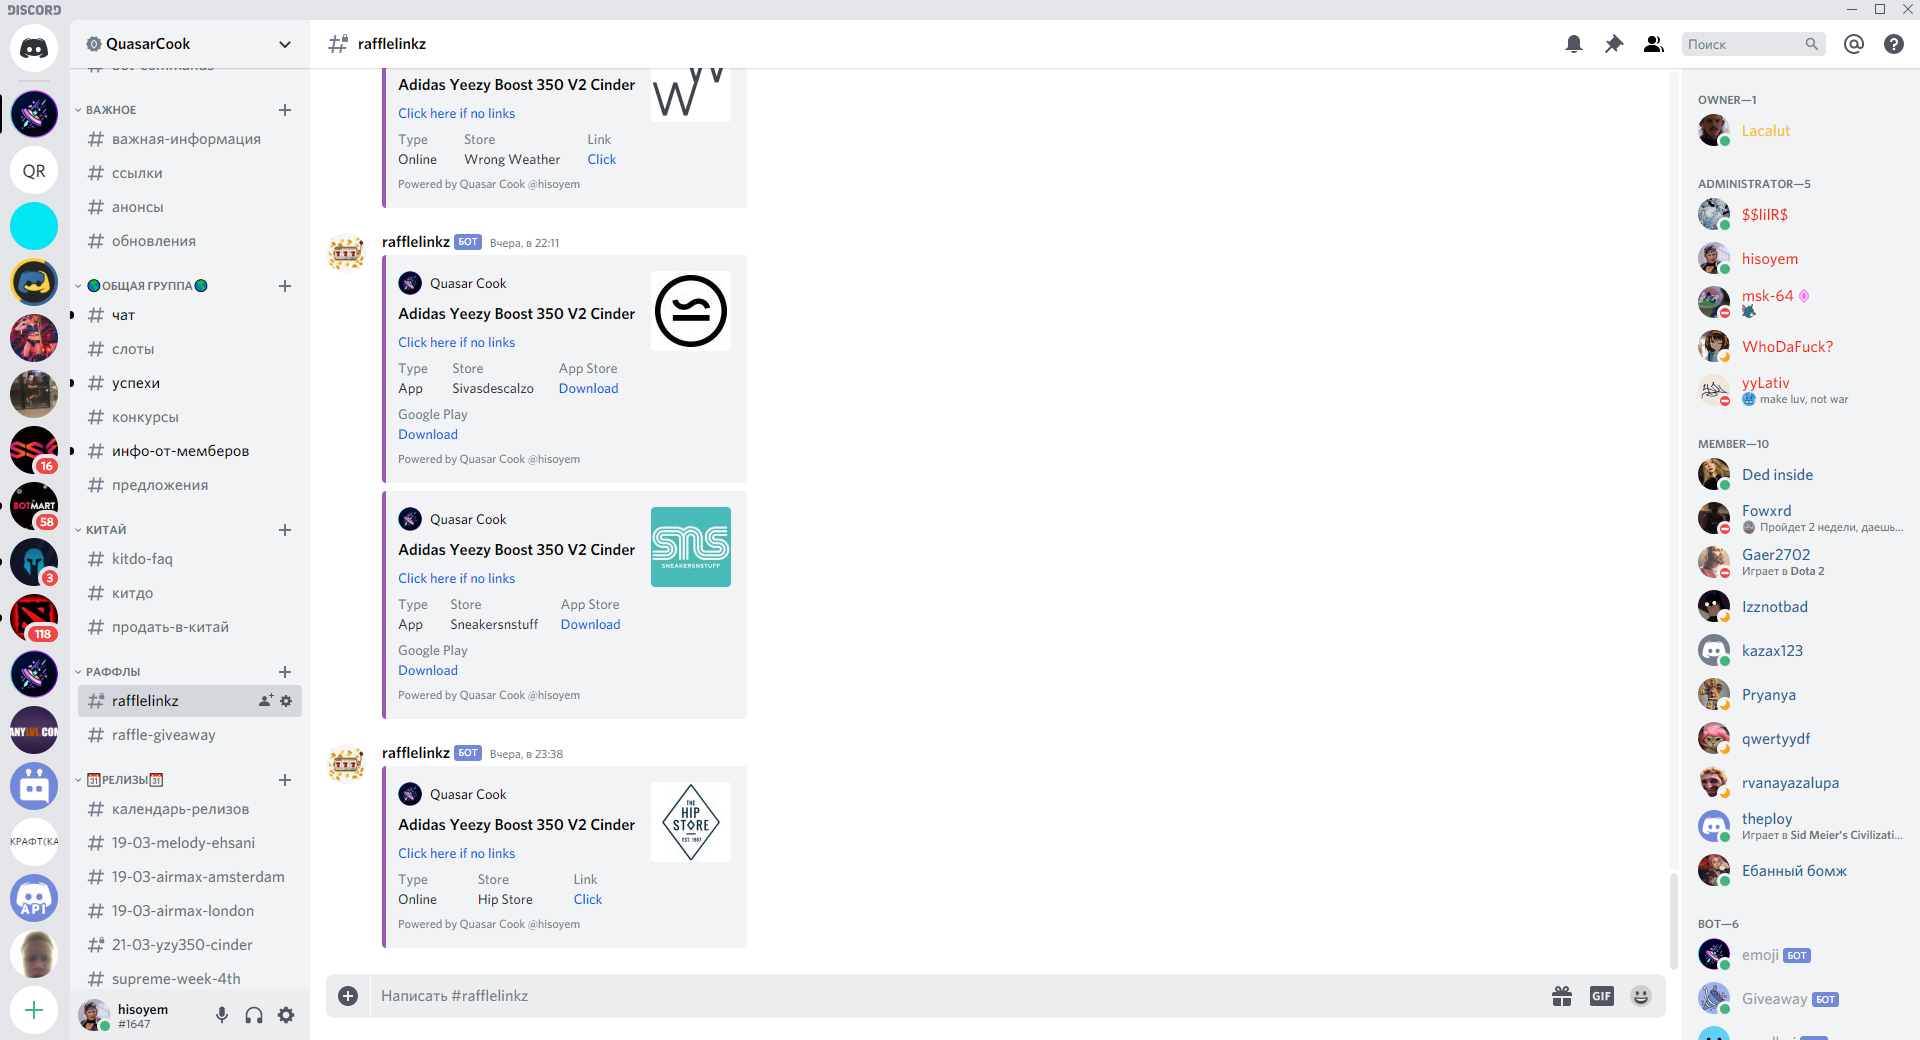 DISCORD
QR
16
BOTMART
58
3
118
КРАФТ(КА
API
QuasarCook
ВАЖНОЕ
важная-информация
ссылки
анонсы
обновления
ОБЩАЯ ГРУППА
чат
слоты
успехи
конкурсы
инфо-от-мемберов
предложения
КИТАЙ
kitdo-faq
китдо
продать-в-китай
РАФФЛЫ
rafflelinkz
raffle-giveaway
РЕЛИЗЫ
календарь-релизов
19-03-melody-ehsani
19-03-airmax-amsterdam
19-03-airmax-london
21-03-yzy350-cinder
supreme-week-4th
hisoyem
#1647
rafflelinkz
Поиск
Adidas Yeezy Boost 350 V2 Cinder
Click here if no links
Type Store Link
Online Wrong Weather Click
Powered by Quasar Cook @hisoyem
rafflelinkz БОТ Вчера, в 22:11
Quasar Cook
Adidas Yeezy Boost 350 V2 Cinder
Click here if no links
Type Store App Store
App Sivasdescalzo Download
Google Play
Download
Powered by Quasar Cook @hisoyem
Quasar Cook
sns
SNEAKERSNSTUFF
Adidas Yeezy Boost 350 V2 Cinder
Click here if no links
Type Store App Store
App Sneakersnstuff Download
Google Play
Download
Powered by Quasar Cook @hisoyem
rafflelinkz БОТ Вчера, в 23:38
Quasar Cook
THE
HIP
STORE
EST. 1987
Adidas Yeezy Boost 350 V2 Cinder
Click here if no links
Type Store Link
Online Hip Store Click
Powered by Quasar Cook @hisoyem
Написать #rafflelinkz
GIF
OWNER—1
Lacalut
ADMINISTRATOR—5
$$lilR$
hisoyem
msk-64
WhoDaFuck?
yyLativ
make luv, not war
MEMBER—10
Ded inside
Fowxrd
Пройдет 2 недели, даешь...
Gaer2702
Играет в Dota 2
Izznotbad
kazax123
Pryanya
qwertyydf
rvanayazalupa
theploy
Играет в Sid Meier's Civilizati...
Ебанный бомж
BOT—6
emoji БОТ
Giveaway БОТ